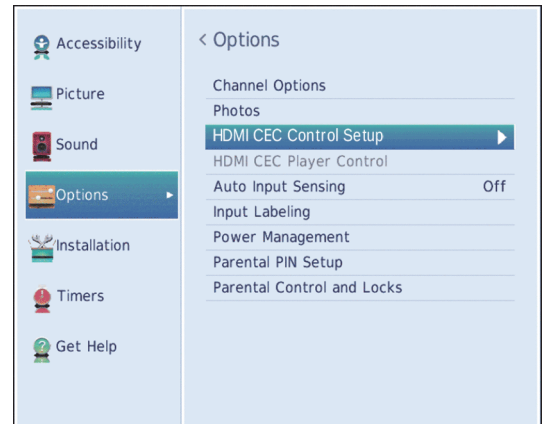 Accessibility
Picture
Sound
Options
Installation
Timers
Get Help
< Options
Channel Options
Photos
HDMI CEC Control Setup
HDMI CEC Player Control
Auto Input Sensing Off
Input Labeling
Power Management
Parental PIN Setup
Parental Control and Locks